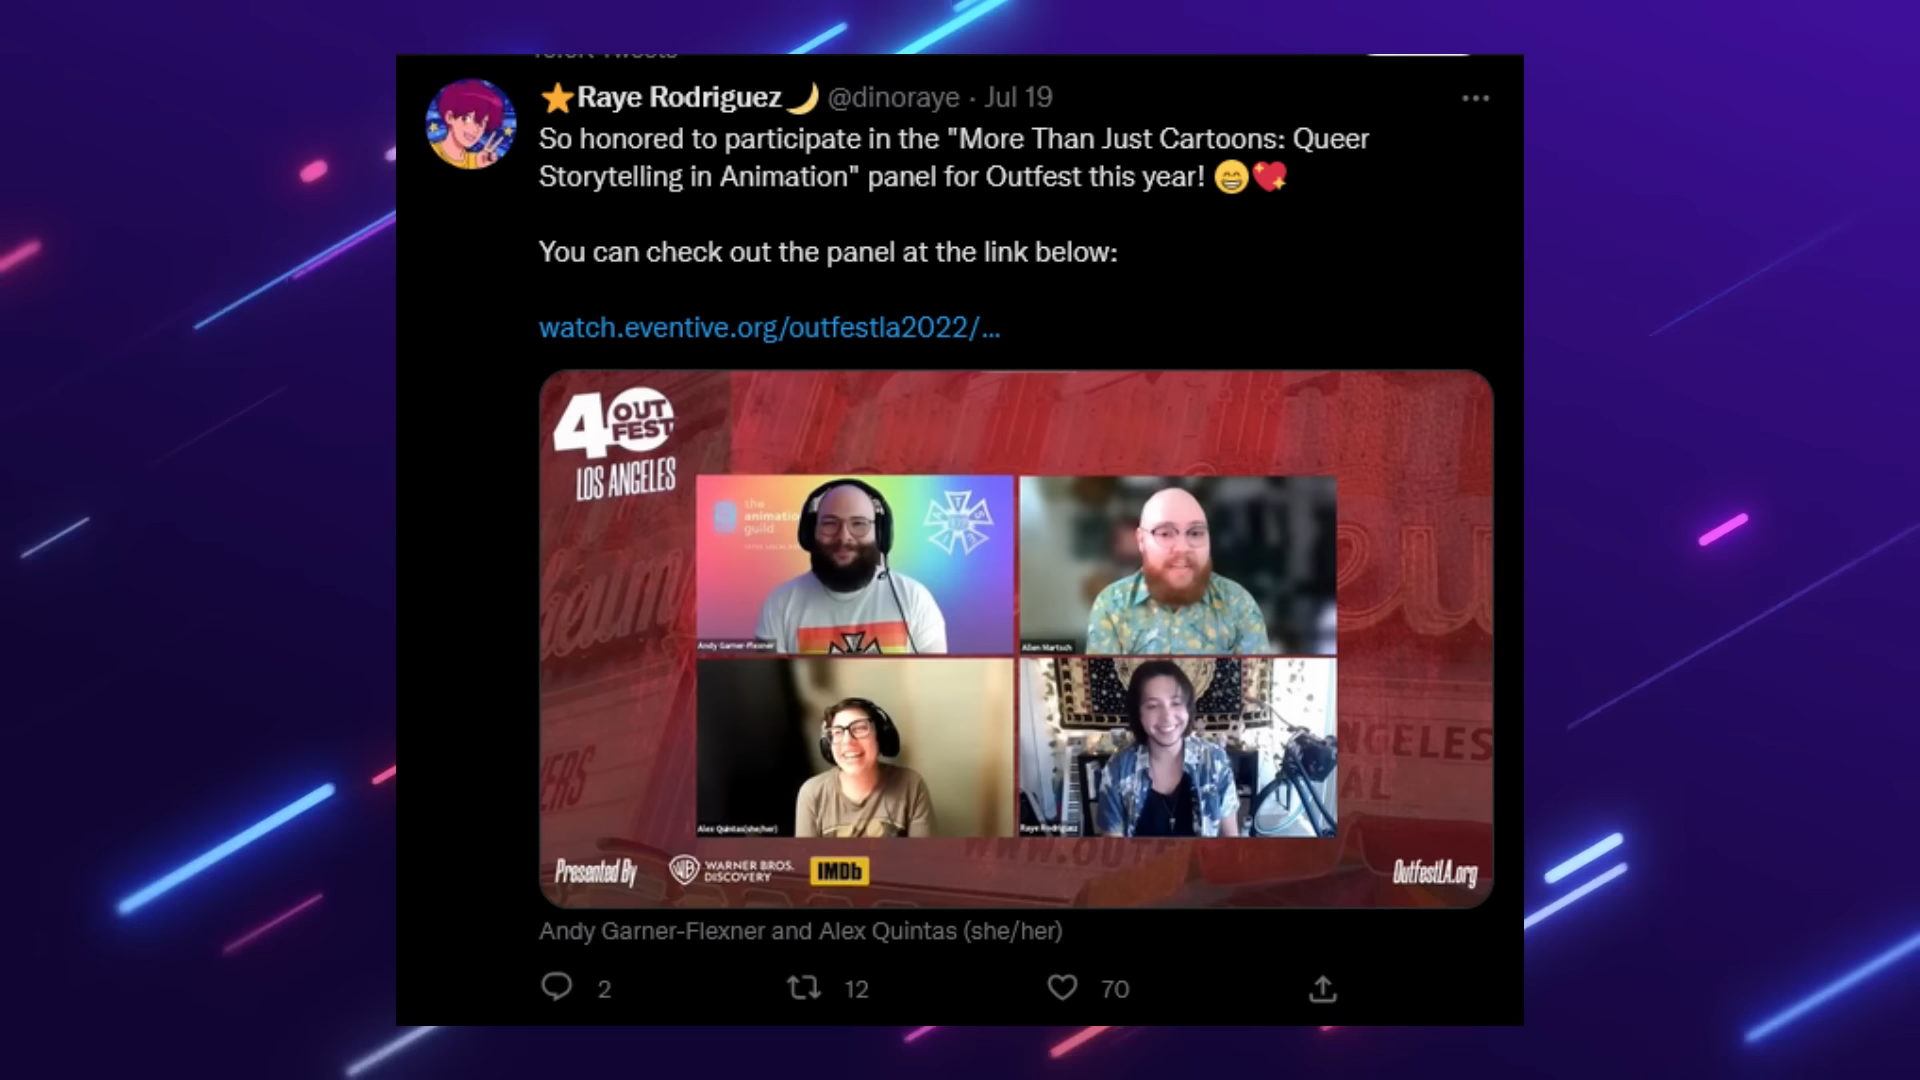 ⭐Raye Rodriguez🌙 @dinoraye · Jul 19
So honored to participate in the "More Than Just Cartoons: Queer
Storytelling in Animation" panel for Outfest this year! 😁💖
You can check out the panel at the link below:
watch.eventive.org/outfestla2022/...
4
OUT
FEST
LOS ANGELES
the
animatio
guild
Andy Garner-Flexner
Allen Martsch
Alex Quintas(she/her)
Raye Rodriguez
NGELES
Presented By
WARNER BROS.
DISCOVERY
IMDb
OutfestLA.org
Andy Garner-Flexner and Alex Quintas (she/her)
2
12
70